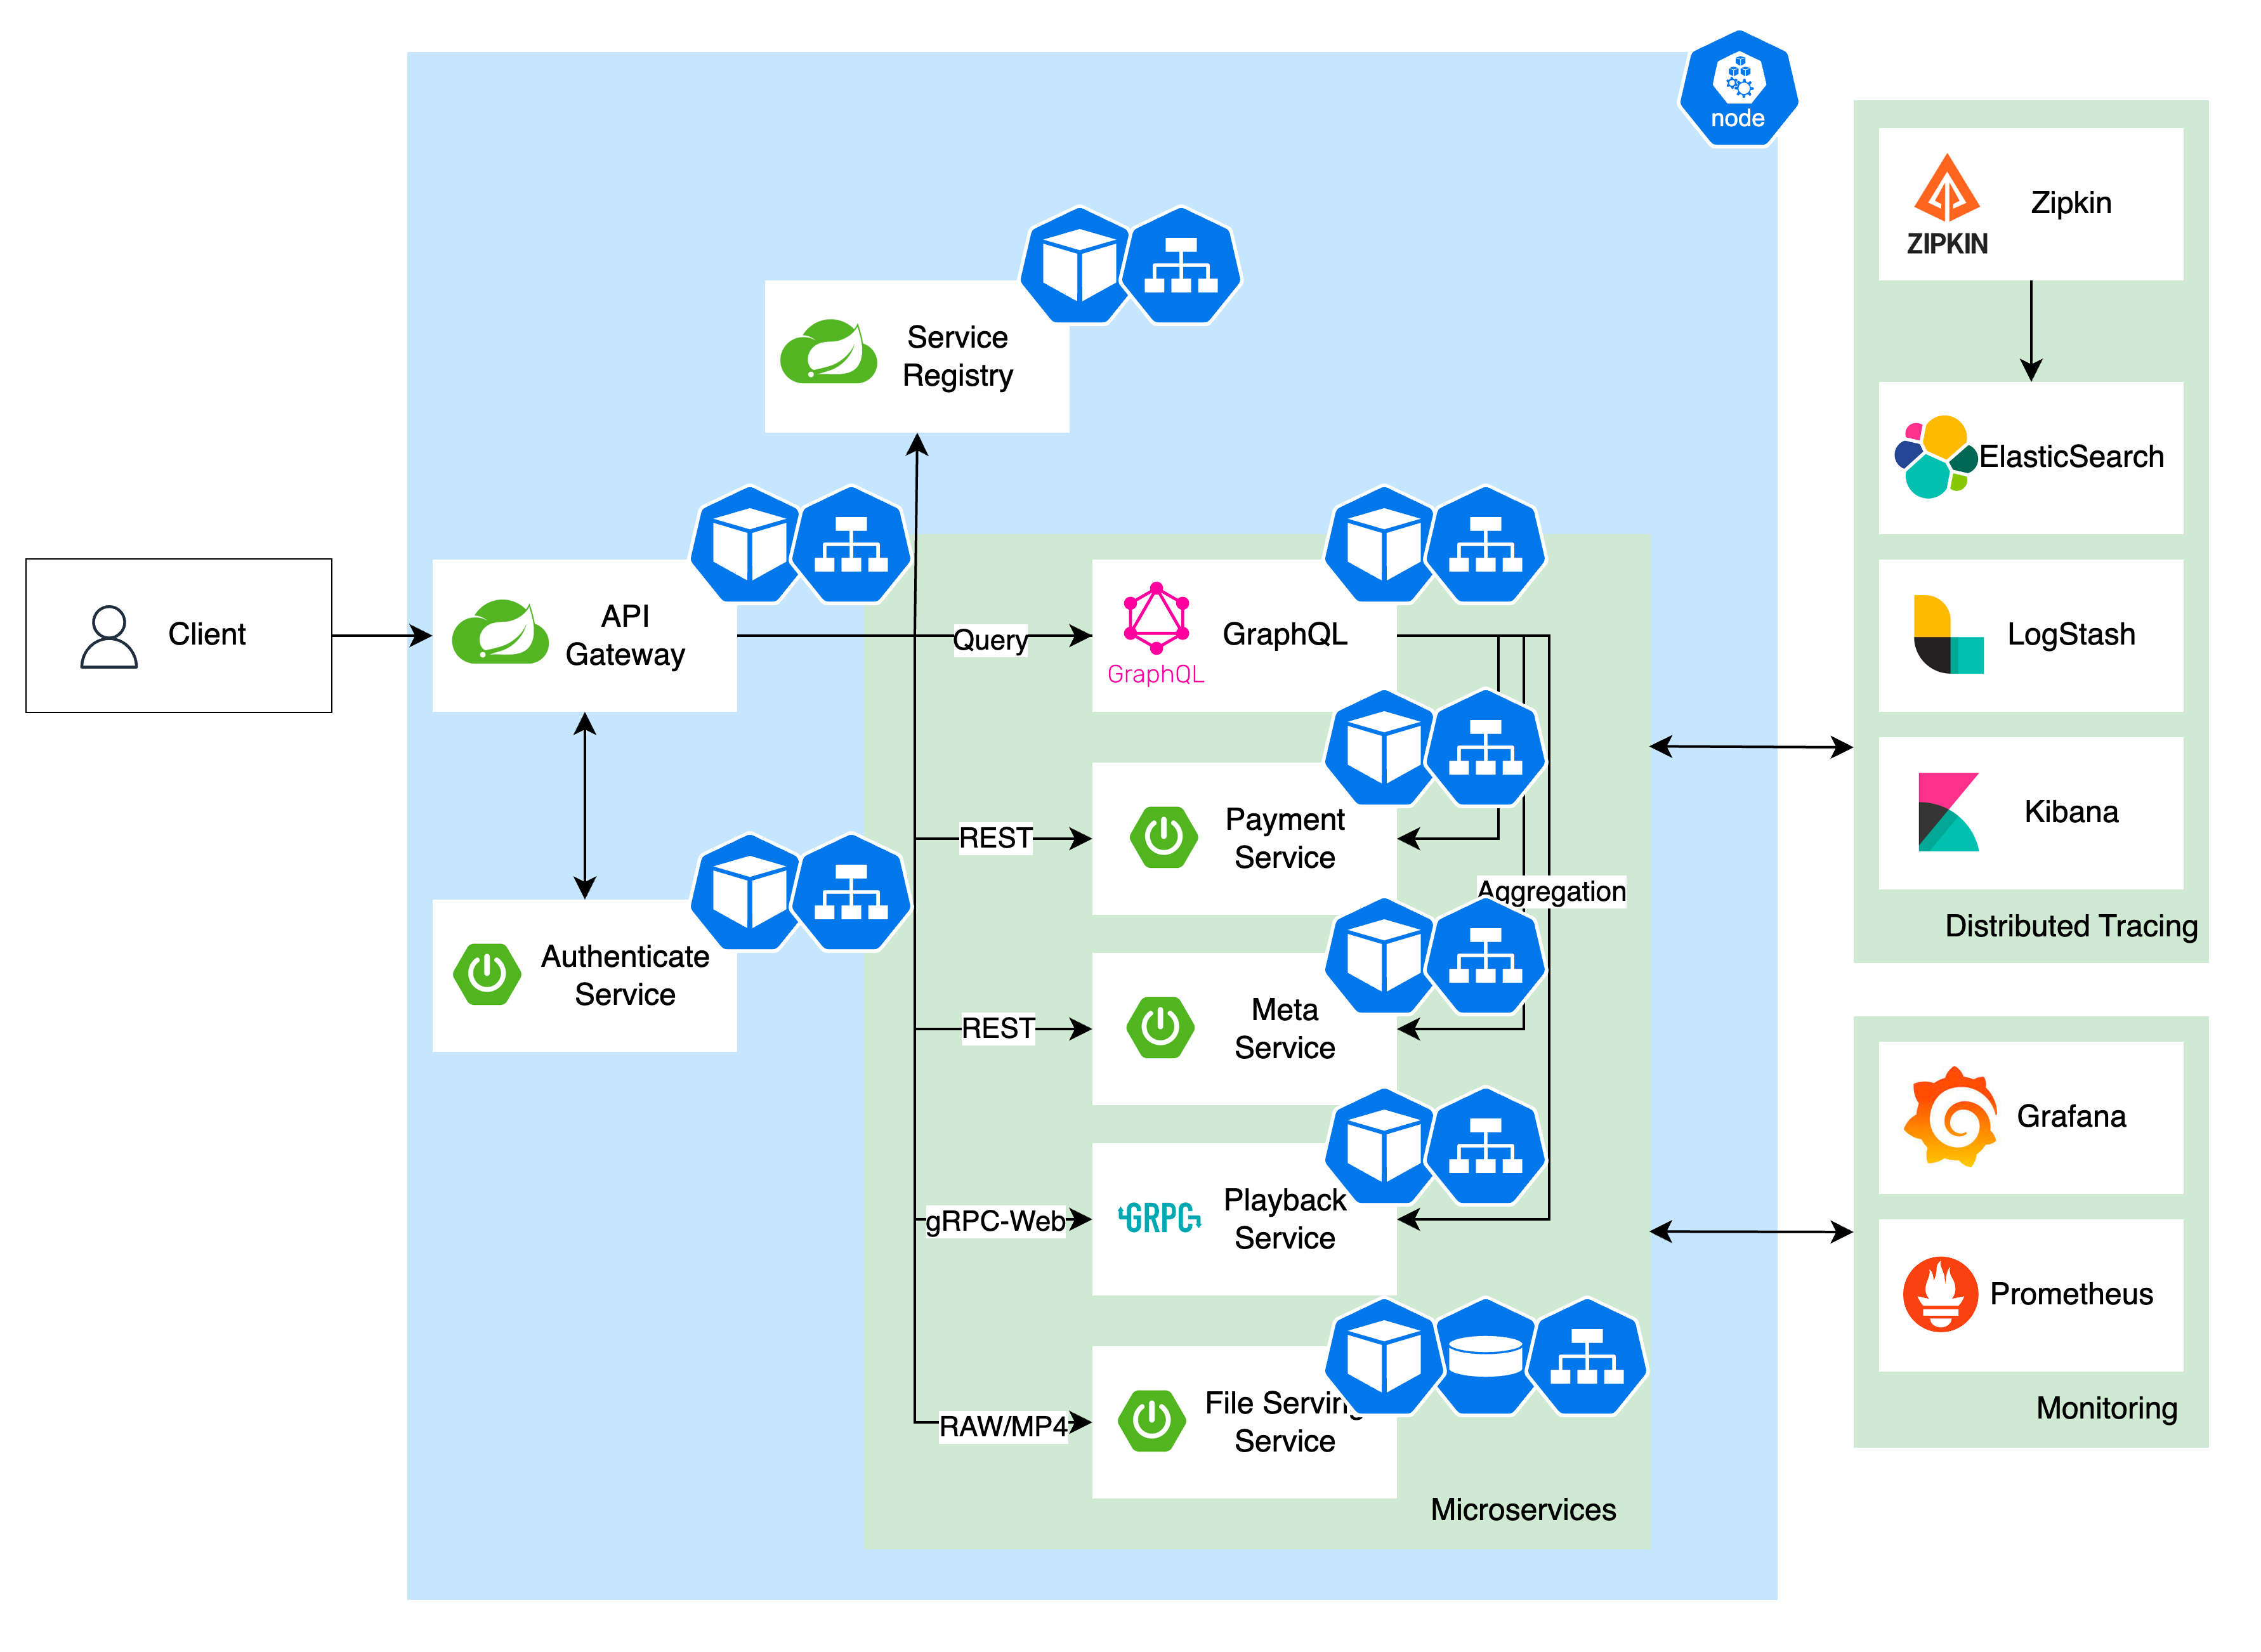 node
Zipkin
ZIPKIN
Service
Registry
ElasticSearch
Client
API
Gateway
Query
GraphQL
GraphQL
LogStash
REST
Payment
Service
Kibana
Aggregation
Distributed Tracing
Authenticate
Service
REST
Meta
Service
Grafana
gRPC-Web
GRPC
Playback
Service
Prometheus
RAW/MP4
File Serving
Service
Monitoring
Microservices